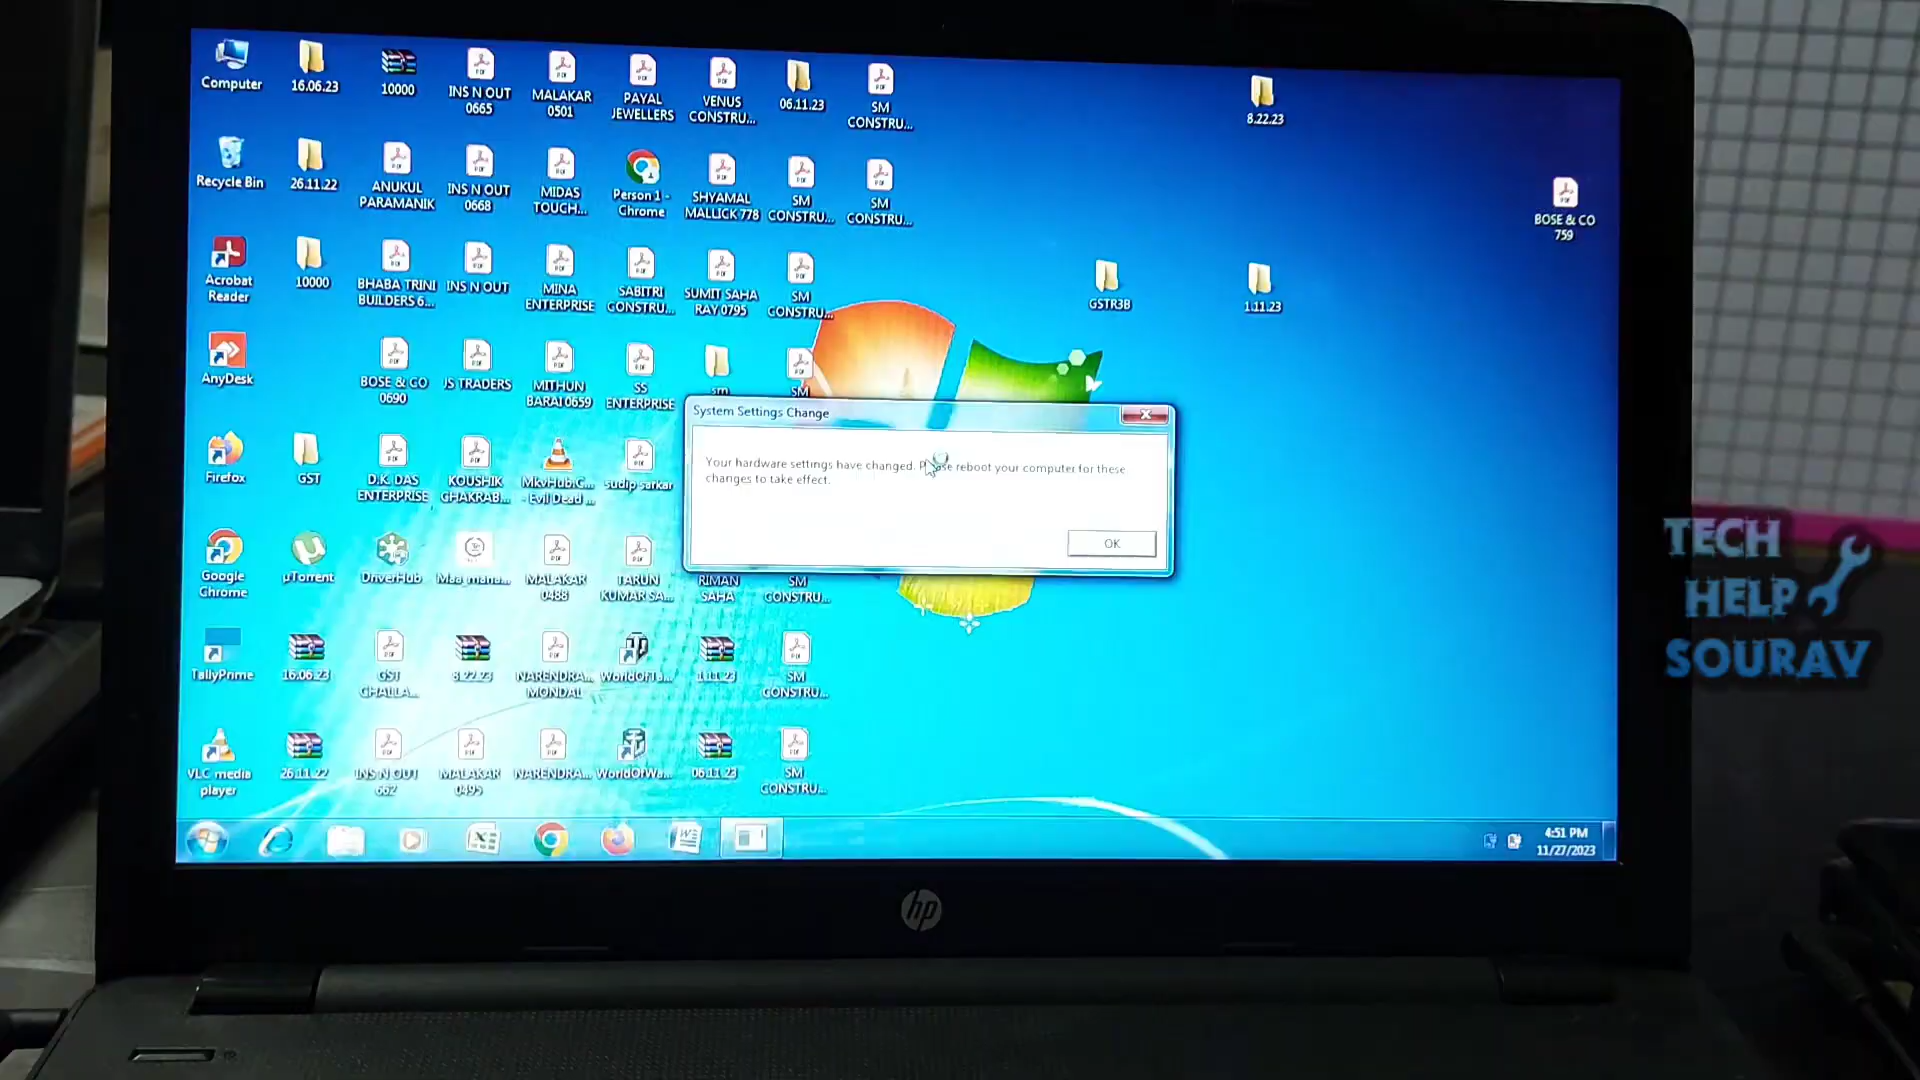 Computer
16.06.23
10000
INS N OUT
0665
MALAKAR
0501
PAYAL
JEWELLERS
VENUS
CONSTRU...
06.11.23
SM
CONSTRU...
8.22.23
Recycle Bin
26.11.22
ANUKUL
PARAMANIK
INS N OUT
0668
MIDAS
TOUCH...
Person 1 -
Chrome
SHYAMAL
MALLICK 778
SM
CONSTRU...
SM
CONSTRU...
BOSE & CO
759
Acrobat
Reader
10000
BHABA TRINI
BUILDERS 6...
INS N OUT
MINA
ENTERPRISE
SABITRI
CONSTRU...
SUMIT SAHA
RAY 0795
SM
CONSTRU...
GSTR3B
1.11.23
AnyDesk
BOSE & CO
0690
JS TRADERS
MITHUN
BARAI 0659
SS
ENTERPRISE
sm
SM
System Settings Change
Your hardware settings have changed. reboot your computer for these
changes to take effect.
OK
Firefox
GST
D.K. DAS
ENTERPRISE
KOUSHIK
CHAKRAB...
MkvHub.C...
- Evil Dead ...
sudip sarkar
Google
Chrome
µTorrent
DriverHub
Maa_mana...
MALAKAR
0488
TARUN
KUMAR SA...
RIMAN
SAHA
SM
CONSTRU...
TallyPrime
16.06.23
GST
CHALLA...
8.22.23
NARENDRA...
MONDAL
WorldOfTa...
1.11.23
SM
CONSTRU...
VLC media
player
26.11.22
INS N OUT
662
MALAKAR
0495
NARENDRA...
WorldOfWa...
06.11.23
SM
CONSTRU...
4:51 PM
11/27/2023
hp
TECH
HELP
SOURAV